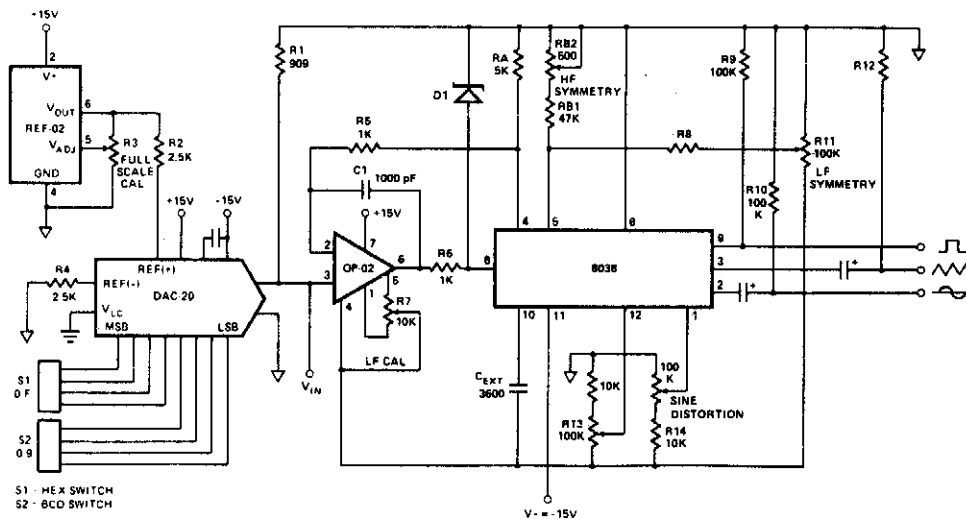 -15V
2
V+
VOUT
6
REF-02
VADJ
5
GND
4
R3
FULL
SCALE
CAL
R2
2.5K
+15V
-15V
REF(+)
R4
2.5K
REF(-)
DAC-20
VLC
MSB
LSB
S1
0 F
S2
0 9
S1 - HEX SWITCH
S2 - BCD SWITCH
R1
909
R5
1K
C1
1000 pF
+15V
2
7
OP-02
6
3
5
4
1
R7
10K
LF CAL
VIN
R6
1K
D1
RA
5K
RB2
500
HF
SYMMETRY
RB1
47K
R8
R9
100K
R10
100
K
R11
100K
LF
SYMMETRY
R12
4
5
6
8
8038
9
3
2
10
11
12
1
CEXT
3600
10K
R13
100K
100
K
SINE
DISTORTION
R14
10K
V- = -15V